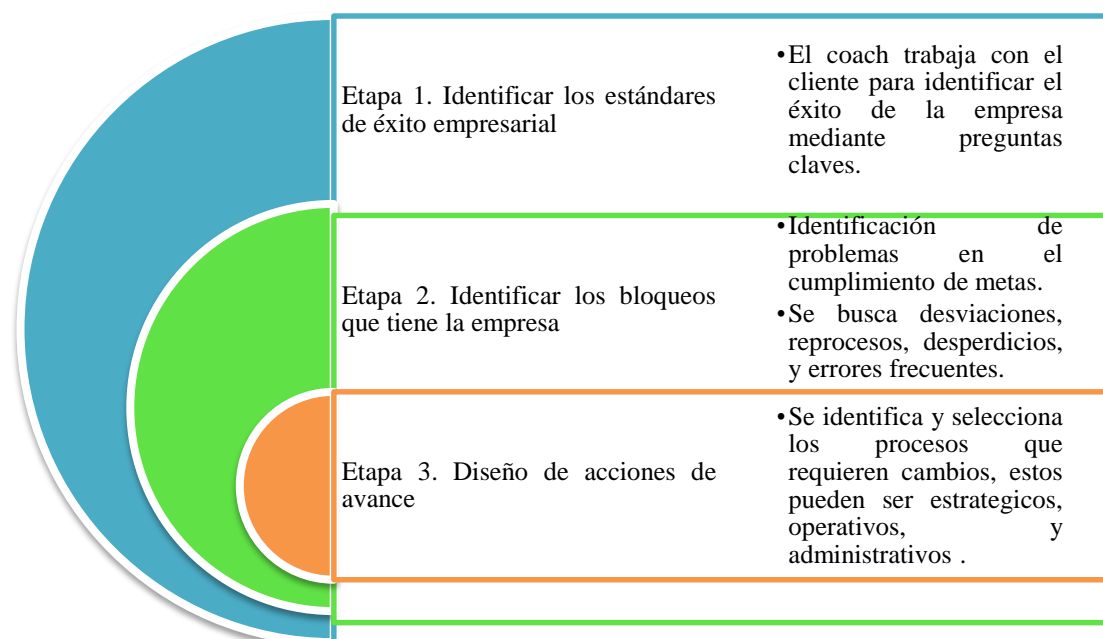 Etapa 1. Identificar los estándares
de éxito empresarial
•El coach trabaja con el
cliente para identificar el
éxito de la empresa
mediante preguntas
claves.
Etapa 2. Identificar los bloqueos
que tiene la empresa
•Identificación de
problemas en el
cumplimiento de metas.
•Se busca desviaciones,
reprocesos, desperdicios,
y errores frecuentes.
Etapa 3. Diseño de acciones de
avance
•Se identifica y selecciona
los procesos que
requieren cambios, estos
pueden ser estrategicos,
operativos, y
administrativos .